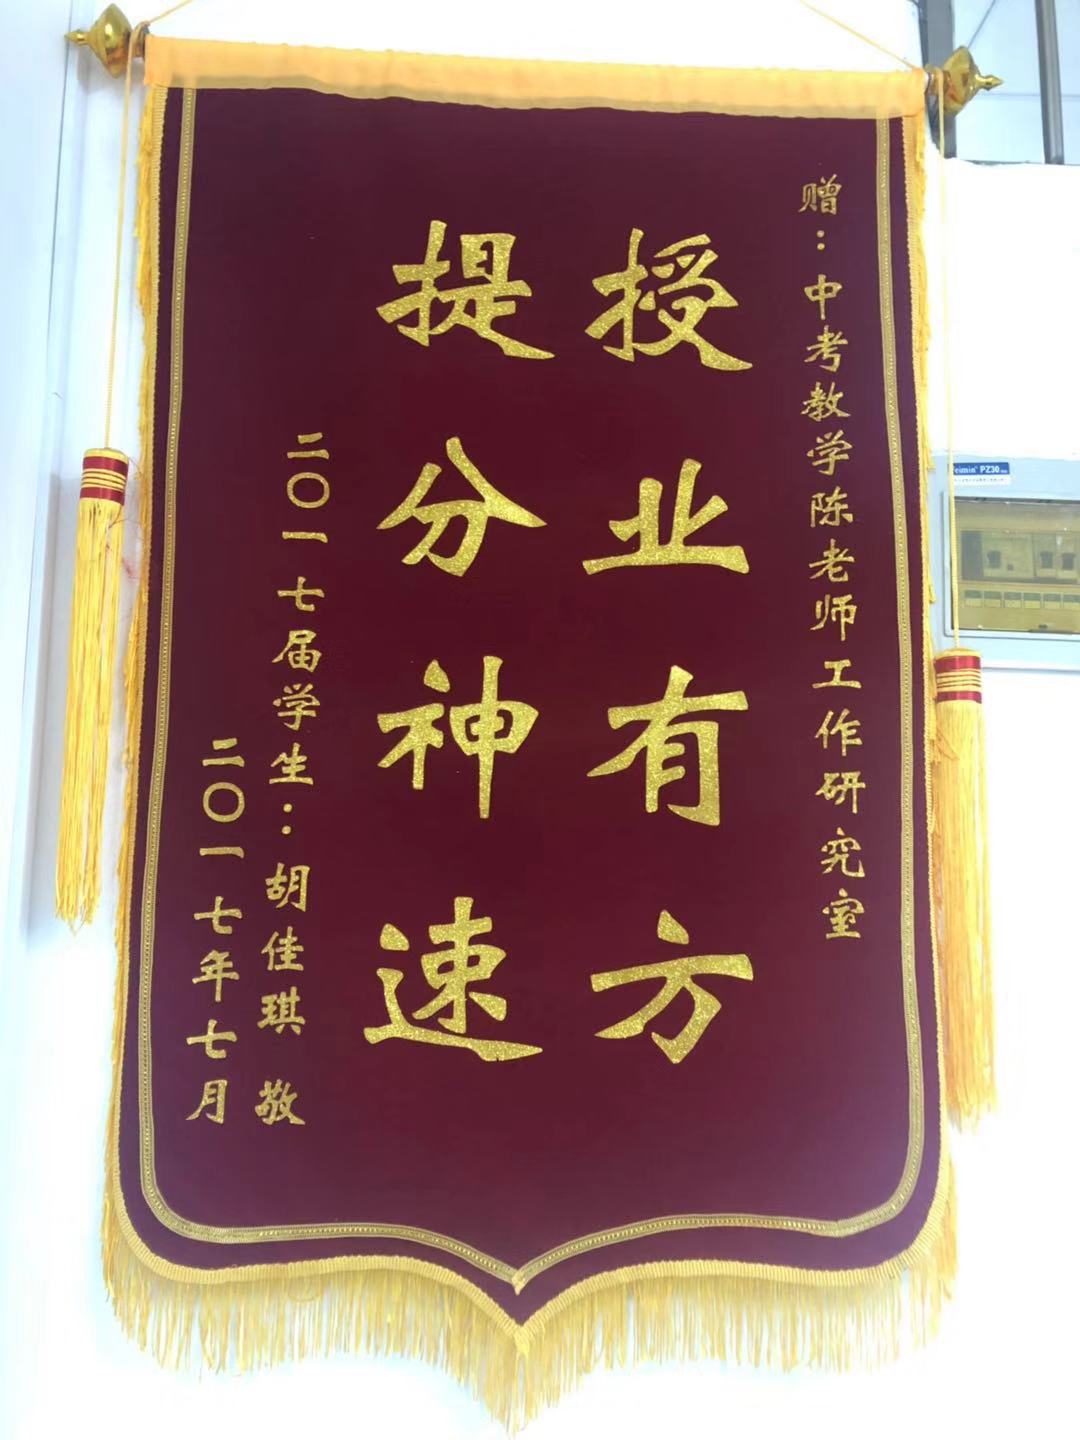 赠：中考教学陈老师工作研究室
授业有方
提分神速
二〇一七届学生：胡佳琪 敬
二〇一七年七月
PZ30